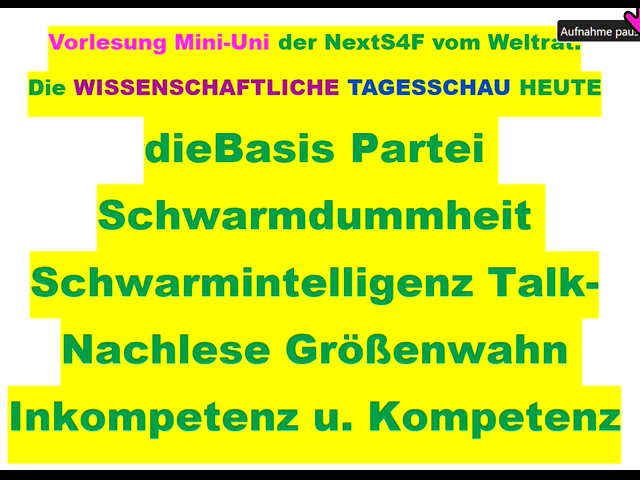 Aufnahme paus
Vorlesung Mini-Uni der NextS4F vom Weltrat.
Die WISSENSCHAFTLICHE TAGESSCHAU HEUTE
dieBasis Partei
Schwarmdummheit
Schwarmintelligenz Talk-
Nachlese Größenwahn
Inkompetenz u. Kompetenz